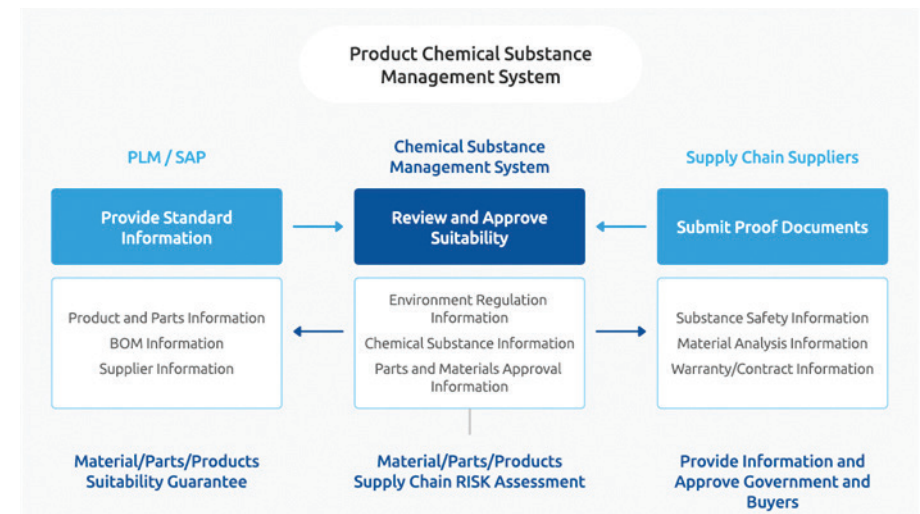 Product Chemical Substance
Management System
PLM / SAP
Chemical Substance
Management System
Supply Chain Suppliers
Provide Standard
Information
Review and Approve
Suitability
Submit Proof Documents
Product and Parts Information
BOM Information
Supplier Information
Environment Regulation
Information
Chemical Substance Information
Parts and Materials Approval
Information
Substance Safety Information
Material Analysis Information
Warranty/Contract Information
Material/Parts/Products
Suitability Guarantee
Material/Parts/Products
Supply Chain RISK Assessment
Provide Information and
Approve Government and
Buyers